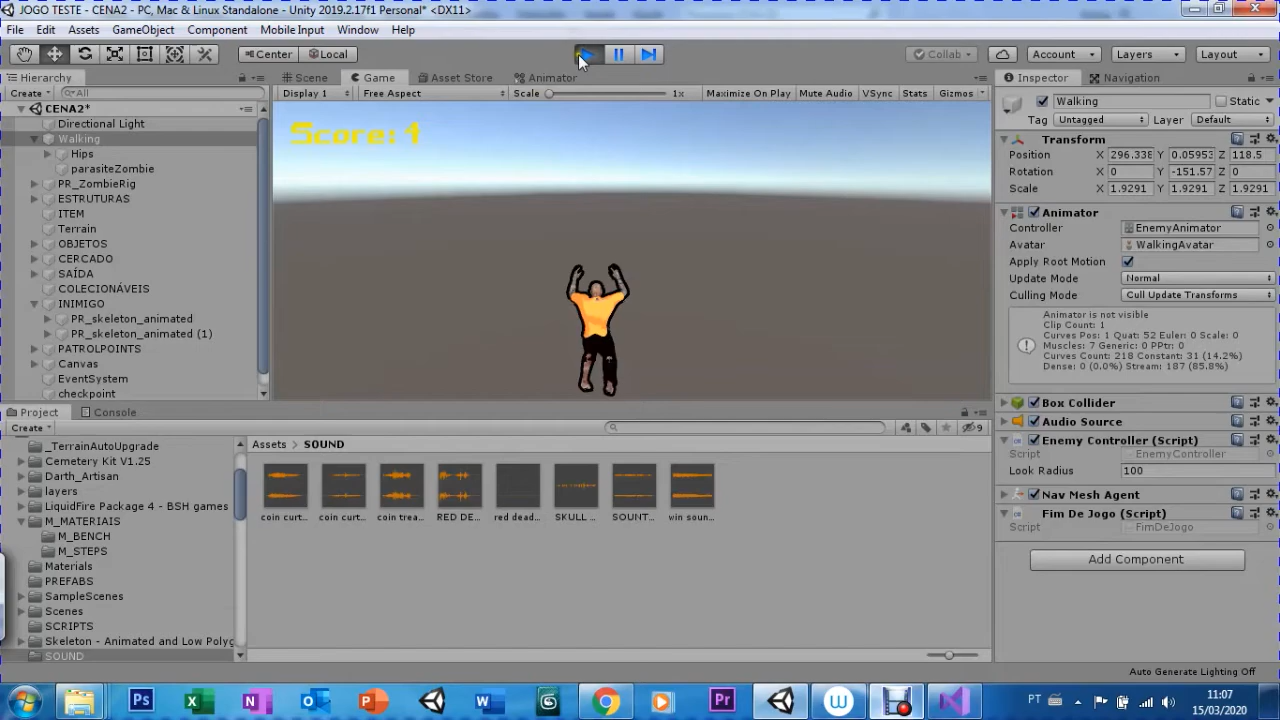 JOGO TESTE - CENA2 - PC, Mac & Linux Standalone - Unity 2019.2.17f1 Personal* <DX11>
File Edit Assets GameObject Component Mobile Input Window Help
Center Local Collab Account Layers Layout
Hierarchy
Create All
CENA2*
Directional Light
Walking
Hips
parasiteZombie
PR_ZombieRig
ESTRUTURAS
ITEM
Terrain
OBJETOS
CERCADO
SAÍDA
COLECIONÁVEIS
INIMIGO
PR_skeleton_animated
PR_skeleton_animated (1)
PATROLPOINTS
Canvas
EventSystem
checkpoint
Scene Game Asset Store Animator
Display 1 Free Aspect Scale 1x Maximize On Play Mute Audio VSync Stats Gizmos
Score: 1
Inspector Navigation
Walking Static
Tag Untagged Layer Default
Transform
Position X 296.338 Y 0.05953 Z 118.5
Rotation X 0 Y -151.57 Z 0
Scale X 1.9291 Y 1.9291 Z 1.9291
Animator
Controller EnemyAnimator
Avatar WalkingAvatar
Apply Root Motion
Update Mode Normal
Culling Mode Cull Update Transforms
Animator is not visible
Clip Count: 1
Curves Pos: 1 Quat: 52 Euler: 0 Scale: 0
Muscles: 7 Generic: 0 PPtr: 0
Curves Count: 218 Constant: 31 (14.2%)
Dense: 0 (0.0%) Stream: 187 (85.8%)
Box Collider
Audio Source
Enemy Controller (Script)
Script EnemyController
Look Radius 100
Nav Mesh Agent
Fim De Jogo (Script)
Script FimDeJogo
Add Component
Project Console
Create 9
_TerrainAutoUpgrade
Cemetery Kit V1.25
Darth_Artisan
layers
LiquidFire Package 4 - BSH games
M_MATERIAIS
M_BENCH
M_STEPS
Materials
PREFABS
SampleScenes
Scenes
SCRIPTS
Skeleton - Animated and Low Polyg
SOUND
Assets SOUND
coin curt... coin curt... coin trea... RED DE... red dead... SKULL ... SOUNT... win soun...
Auto Generate Lighting Off
Ps W Pr PT
11:07
15/03/2020